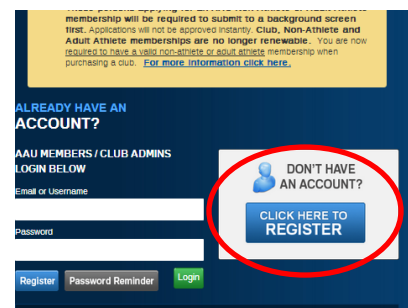 membership will be required to
submit to a background screen
first. Applications will not be approved instantly. Club, Non-Athlete and
Adult Athlete memberships are no longer renewable. You are now
required to have a valid non-athlete or adult athlete membership when
purchasing a club. For more information click here.
ALREADY HAVE AN
ACCOUNT?
AAU MEMBERS / CLUB ADMINS
LOGIN BELOW
Email or Username
Password
Register
Password Reminder
Login
DON'T HAVE
AN ACCOUNT?
CLICK HERE TO
REGISTER